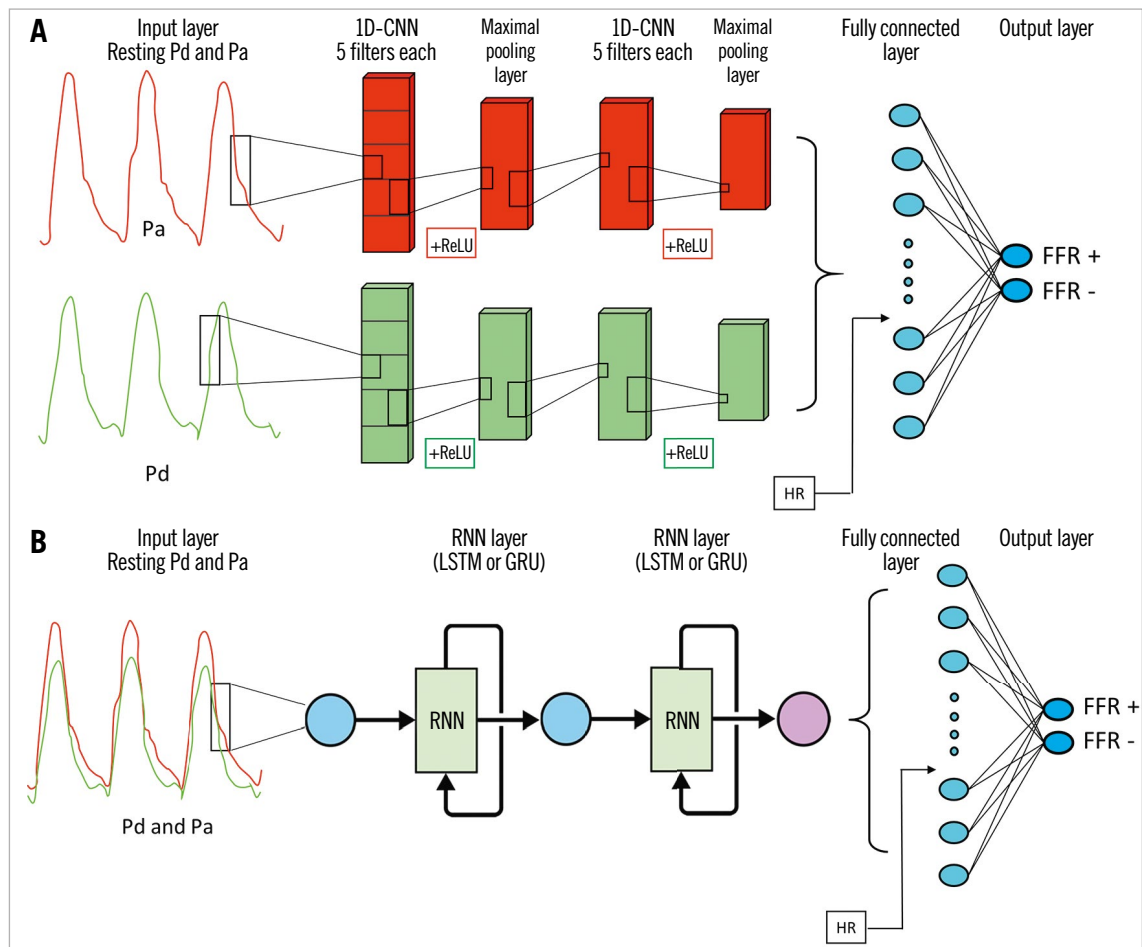 A
Input layer
Resting Pd and Pa
1D-CNN
5 filters each
Maximal
pooling
layer
1D-CNN
5 filters each
Maximal
pooling
layer
Fully connected
layer
Output layer
Pa
+ReLU
+ReLU
FFR +
FFR -
Pd
+ReLU
+ReLU
HR
B
Input layer
Resting Pd and Pa
RNN layer
(LSTM or GRU)
RNN layer
(LSTM or GRU)
Fully connected
layer
Output layer
RNN
RNN
FFR +
FFR -
Pd and Pa
HR